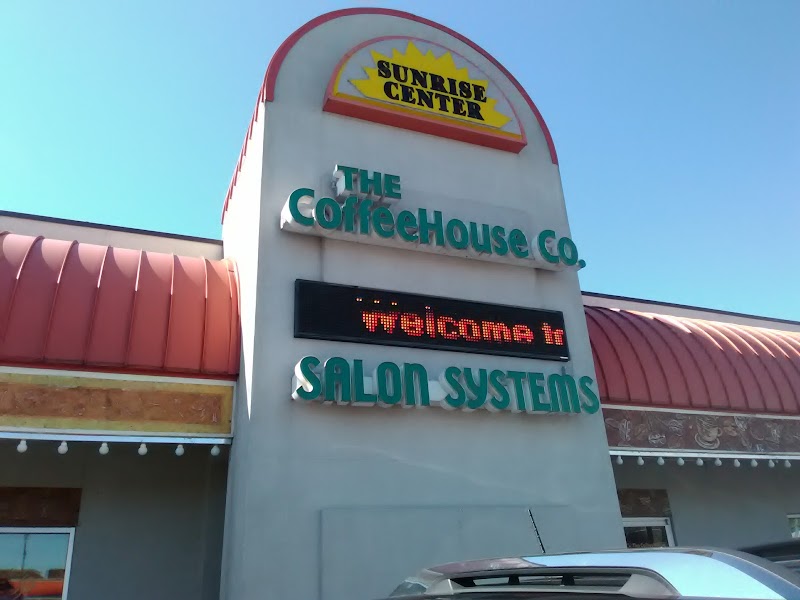 SUNRISE
CENTER
THE
CoffeeHouse Co.
Welcome
SALON SYSTEMS